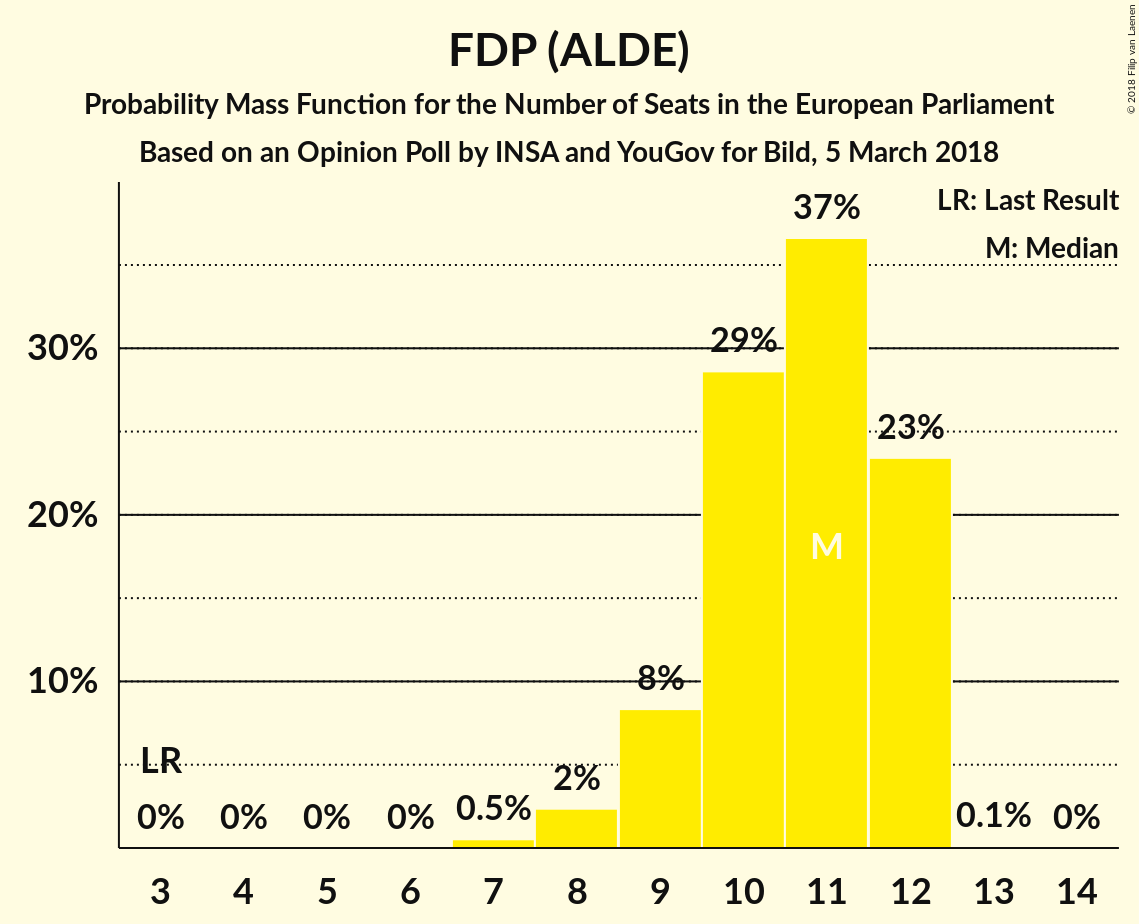 FDP (ALDE)
Probability Mass Function for the Number of Seats in the European Parliament
Based on an Opinion Poll by INSA and YouGov for Bild, 5 March 2018
© 2018 Filip van Laenen
LR: Last Result
M: Median
37%
30%
29%
23%
20%
M
10%
8%
LR
2%
0% 0% 0% 0% 0.5% 0.1% 0%
3 4 5 6 7 8 9 10 11 12 13 14